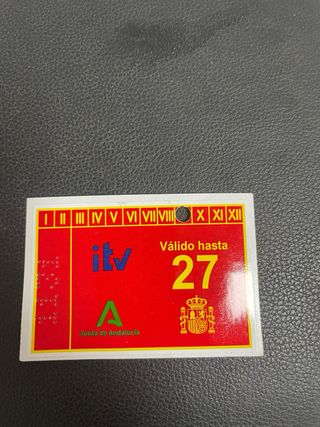 I II III IV V VI VII VIII X XI XII
itv
Válido hasta
27
Junta de Andalucía